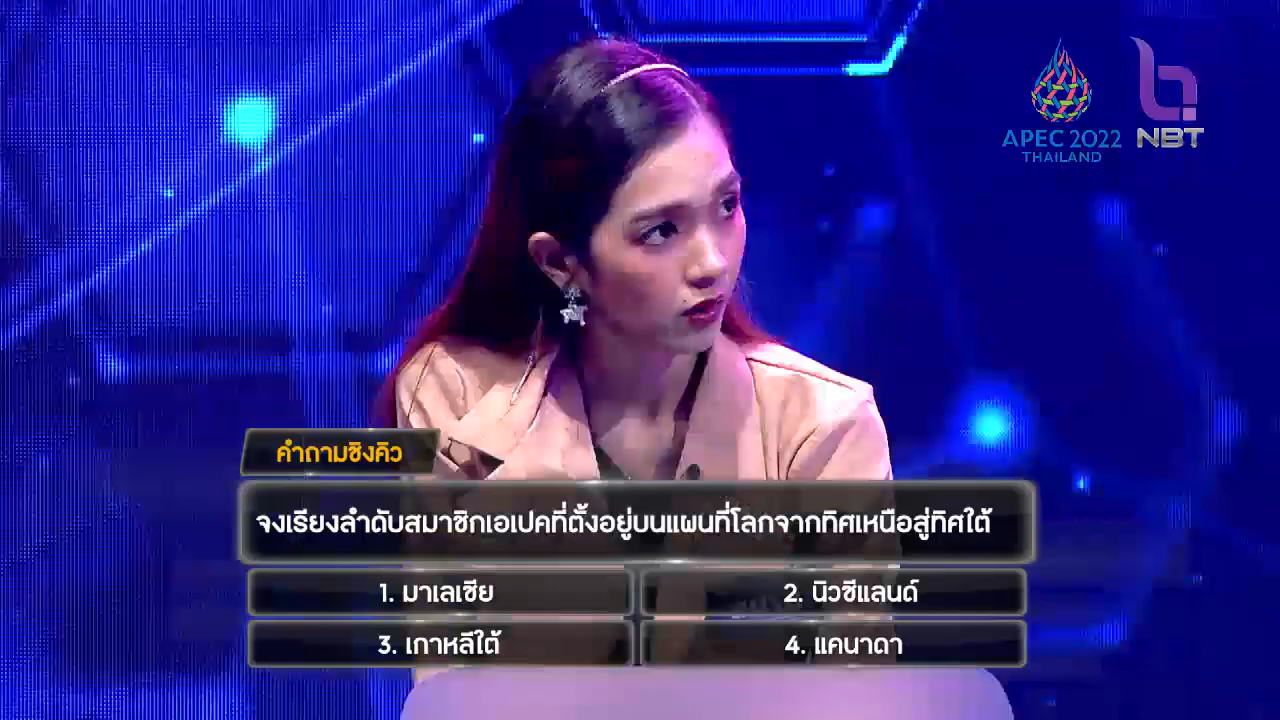 APEC 2022
THAILAND
NBT
คำถามชิงคิว
จงเรียงลำดับสมาชิกเอเปคที่ตั้งอยู่บนแผนที่โลกจากทิศเหนือสู่ทิศใต้
1. มาเลเซีย
2. นิวซีแลนด์
3. เกาหลีใต้
4. แคนาดา